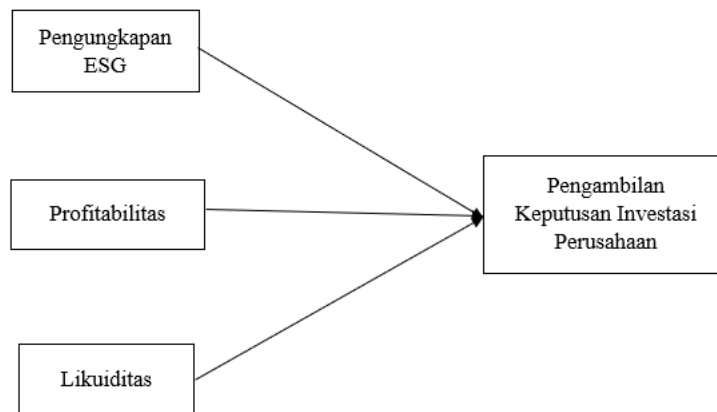 Pengungkapan
ESG
Profitabilitas
Pengambilan
Keputusan Investasi
Perusahaan
Likuiditas